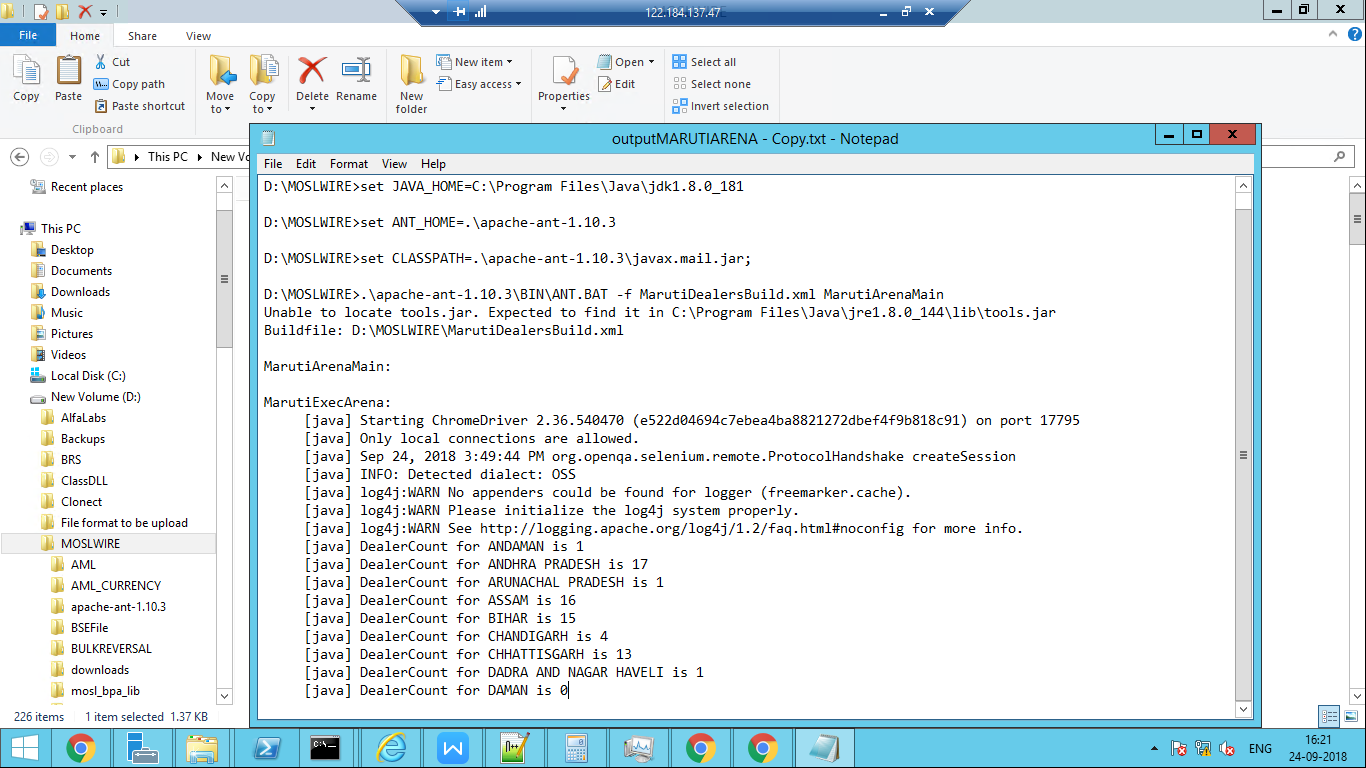 122.184.137.47
File
Home
Share
View
Copy
Paste
Cut
Copy path
Paste shortcut
Clipboard
Move to
Copy to
Delete
Rename
New folder
New item
Easy access
Properties
Open
Edit
Select all
Select none
Invert selection
This PC
New Vo
outputMARUTIARENA - Copy.txt - Notepad
File Edit Format View Help
D:\MOSLWIRE>set JAVA_HOME=C:\Program Files\Java\jdk1.8.0_181
D:\MOSLWIRE>set ANT_HOME=.\apache-ant-1.10.3
D:\MOSLWIRE>set CLASSPATH=.\apache-ant-1.10.3\javax.mail.jar;
D:\MOSLWIRE>.\apache-ant-1.10.3\BIN\ANT.BAT -f MarutiDealersBuild.xml MarutiArenaMain
Unable to locate tools.jar. Expected to find it in C:\Program Files\Java\jre1.8.0_144\lib\tools.jar
Buildfile: D:\MOSLWIRE\MarutiDealersBuild.xml
MarutiArenaMain:
MarutiExecArena:
[java] Starting ChromeDriver 2.36.540470 (e522d04694c7ebea4ba8821272dbef4f9b818c91) on port 17795
[java] Only local connections are allowed.
[java] Sep 24, 2018 3:49:44 PM org.openqa.selenium.remote.ProtocolHandshake createSession
[java] INFO: Detected dialect: OSS
[java] log4j:WARN No appenders could be found for logger (freemarker.cache).
[java] log4j:WARN Please initialize the log4j system properly.
[java] log4j:WARN See http://logging.apache.org/log4j/1.2/faq.html#noconfig for more info.
[java] DealerCount for ANDAMAN is 1
[java] DealerCount for ANDHRA PRADESH is 17
[java] DealerCount for ARUNACHAL PRADESH is 1
[java] DealerCount for ASSAM is 16
[java] DealerCount for BIHAR is 15
[java] DealerCount for CHANDIGARH is 4
[java] DealerCount for CHHATTISGARH is 13
[java] DealerCount for DADRA AND NAGAR HAVELI is 1
[java] DealerCount for DAMAN is 0
Recent places
This PC
Desktop
Documents
Downloads
Music
Pictures
Videos
Local Disk (C:)
New Volume (D:)
AlfaLabs
Backups
BRS
ClassDLL
Clonect
File format to be upload
MOSLWIRE
AML
AML_CURRENCY
apache-ant-1.10.3
BSEFile
BULKREVERSAL
downloads
mosl_bpa_lib
226 items 1 item selected 1.37 KB
ENG
16:21
24-09-2018